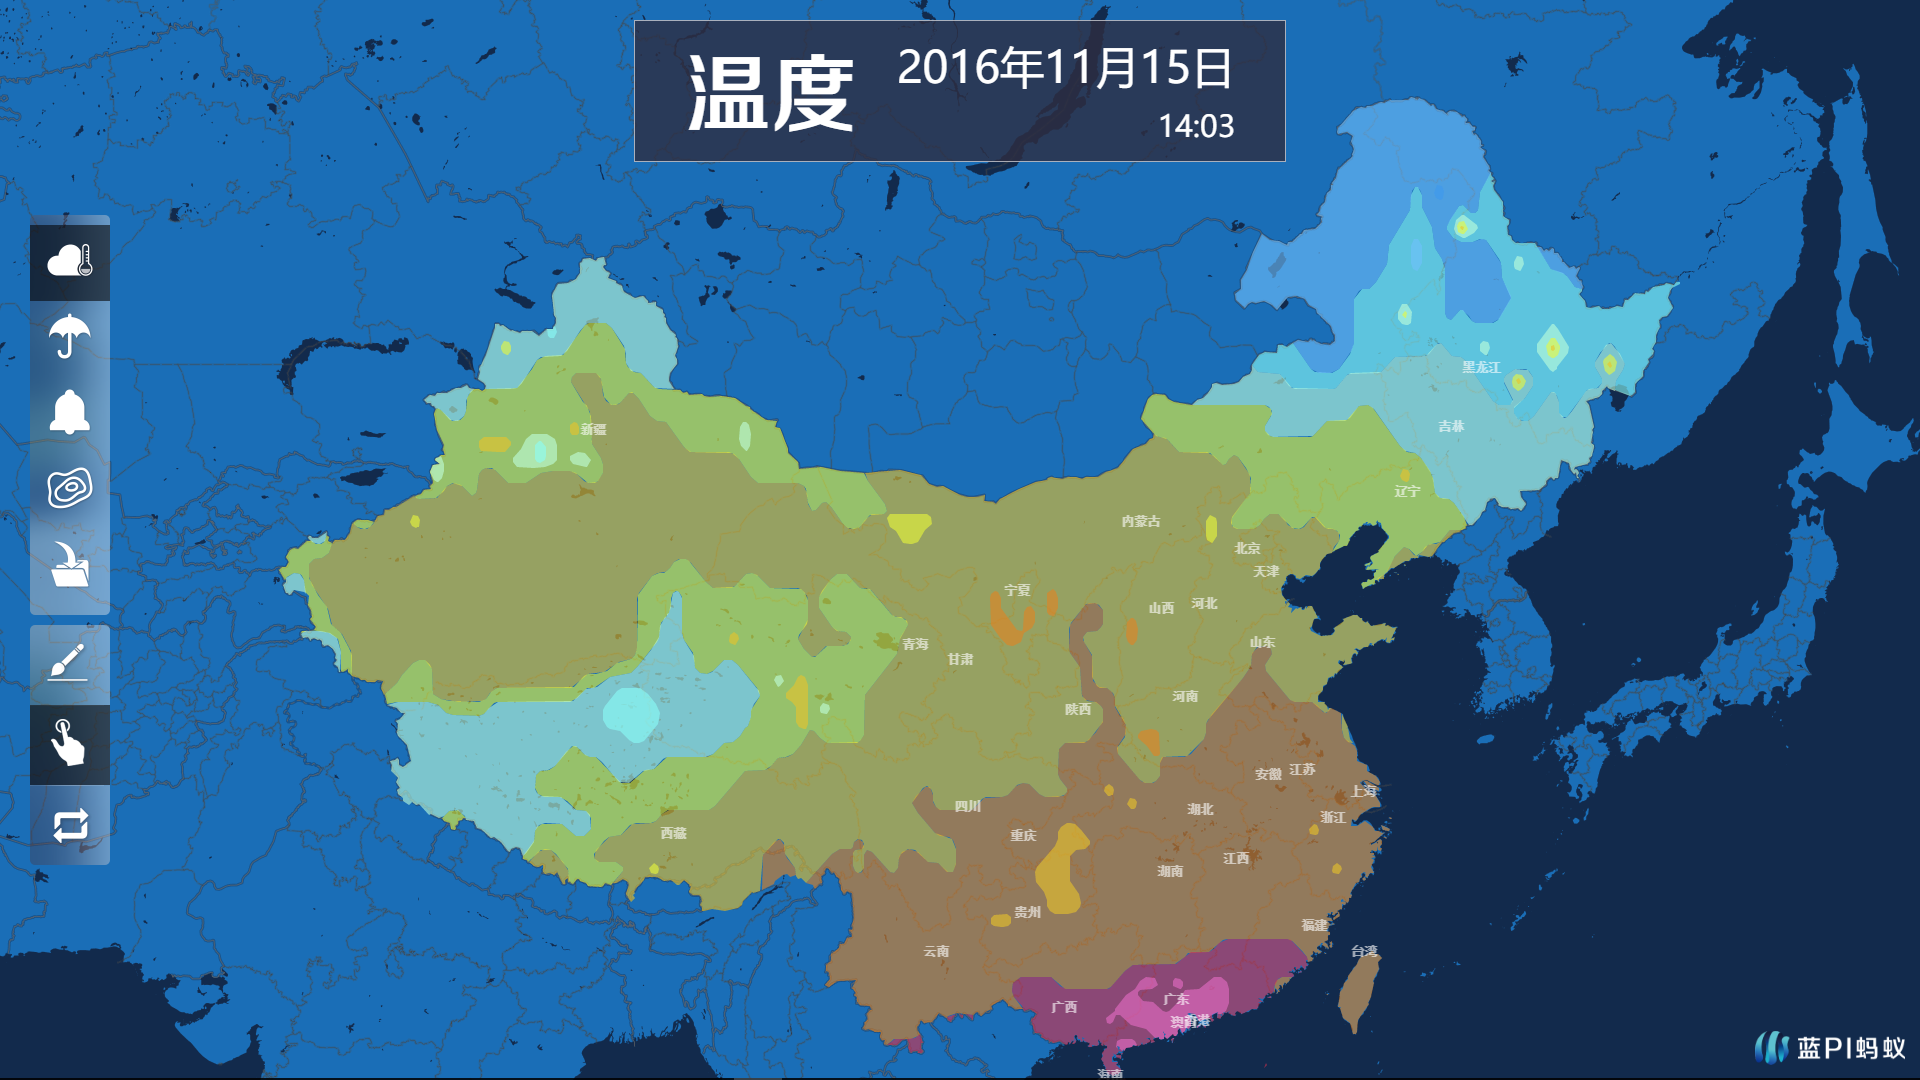 温度
2016年11月15日
14:03
黑龙江
吉林
新疆
辽宁
内蒙古
北京
天津
宁夏
山西
河北
青海
甘肃
山东
河南
陕西
安徽
江苏
上海
四川
湖北
浙江
西藏
重庆
江西
湖南
贵州
福建
云南
台湾
广西
广东
澳门
香港
海南
蓝PI蚂蚁